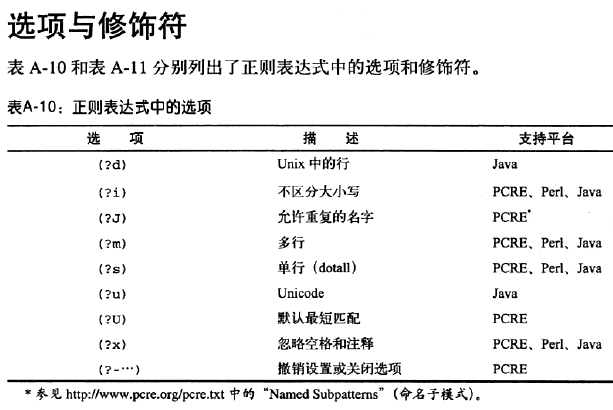 选项与修饰符
表 A-10 和表 A-11 分别列出了正则表达式中的选项和修饰符。
表A-10：正则表达式中的选项
选 项 描 述 支持平台
(?d) Unix 中的行 Java
(?i) 不区分大小写 PCRE、Perl、Java
(?J) 允许重复的名字 PCRE*
(?m) 多行 PCRE、Perl、Java
(?s) 单行（dotall） PCRE、Perl、Java
(?u) Unicode Java
(?U) 默认最短匹配 PCRE
(?x) 忽略空格和注释 PCRE、Perl、Java
(?-…) 撤销设置或关闭选项 PCRE
* 参见 http://www.pcre.org/pcre.txt 中的“Named Subpatterns”（命名子模式）。